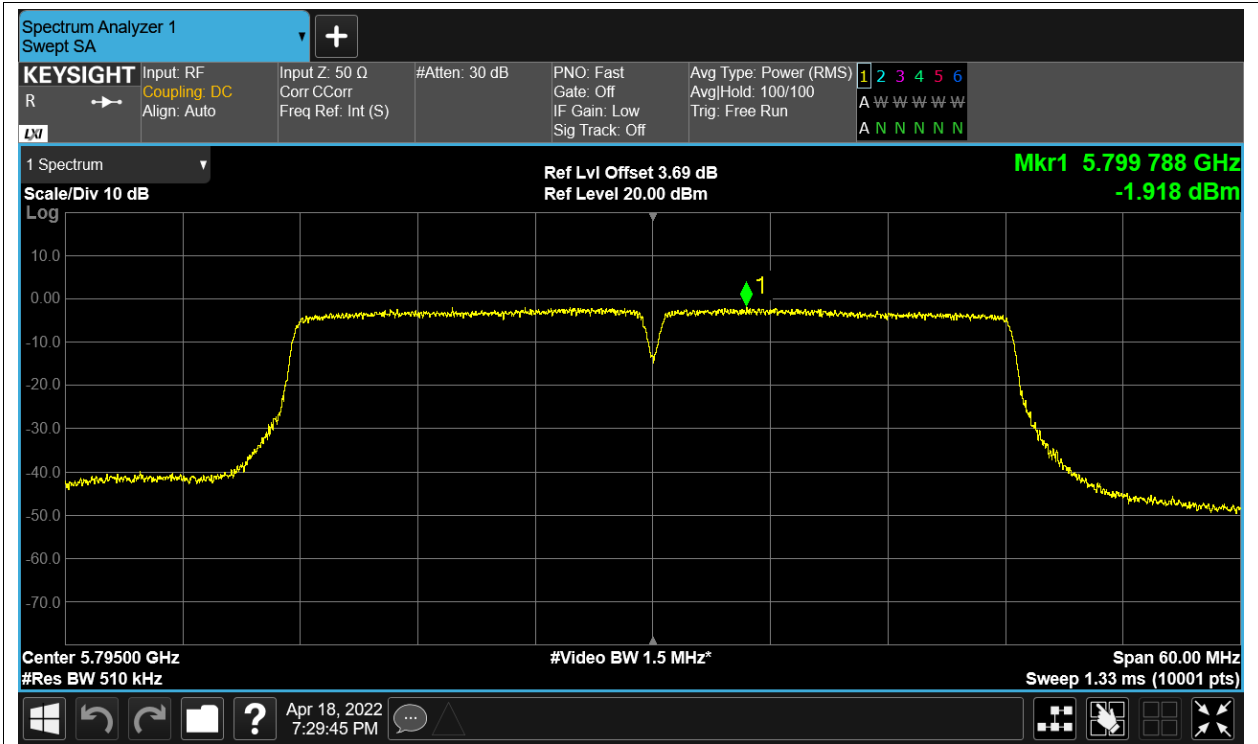 Spectrum Analyzer 1
Swept SA
KEYSIGHT
R
LXI
Input: RF
Coupling: DC
Align: Auto
Input Z: 50 Ω
Corr CCorr
Freq Ref: Int (S)
#Atten: 30 dB
PNO: Fast
Gate: Off
IF Gain: Low
Sig Track: Off
Avg Type: Power (RMS)
Avg|Hold: 100/100
Trig: Free Run
1 2 3 4 5 6
A W W W W W
A N N N N N
1 Spectrum
Scale/Div 10 dB
Ref Lvl Offset 3.69 dB
Ref Level 20.00 dBm
Mkr1 5.799 788 GHz
-1.918 dBm
Log
10.0
0.00
-10.0
-20.0
-30.0
-40.0
-50.0
-60.0
-70.0
1
Center 5.79500 GHz
#Res BW 510 kHz
#Video BW 1.5 MHz*
Span 60.00 MHz
Sweep 1.33 ms (10001 pts)
?
Apr 18, 2022
7:29:45 PM